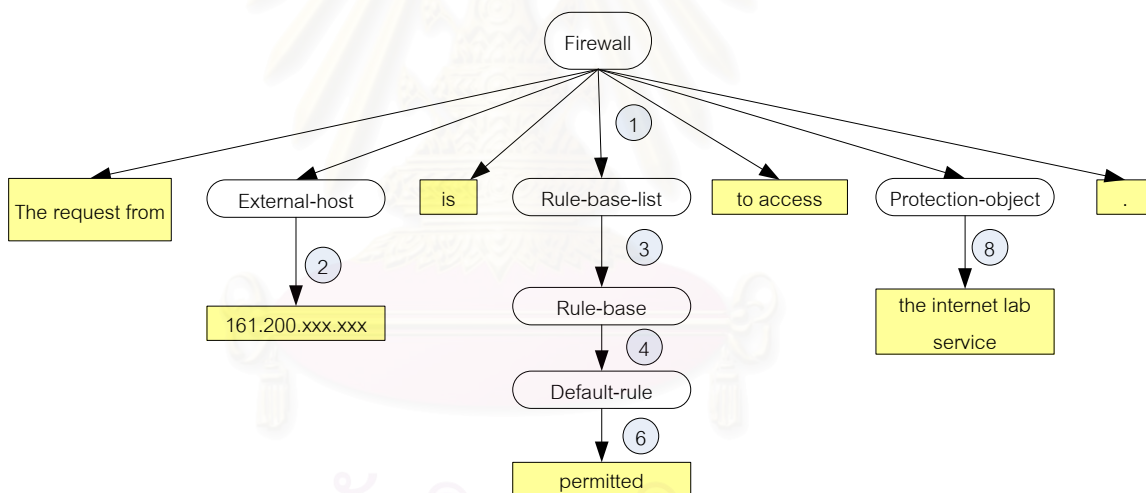 Firewall
1
The request from
External-host
is
Rule-base-list
to access
Protection-object
.
2
3
8
161.200.xxx.xxx
Rule-base
the internet lab
service
4
Default-rule
6
permitted